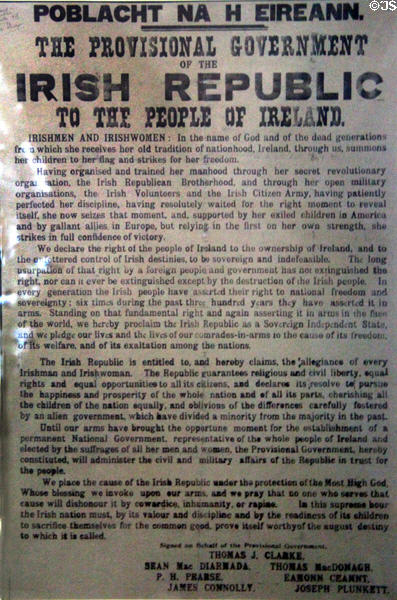 © JS
POBLACHT NA H EIREANN.
THE PROVISIONAL GOVERNMENT
OF THE
IRISH REPUBLIC
TO THE PEOPLE OF IRELAND.
IRISHMEN AND IRISHWOMEN: In the name of God and of the dead generations
from which she receives her old tradition of nationhood, Ireland, through us, summons
her children to her flag and strikes for her freedom.
Having organised and trained her manhood through her secret revolutionary
organisation, the Irish Republican Brotherhood, and through her open military
organisations, the Irish Volunteers and the Irish Citizen Army, having patiently
perfected her discipline, having resolutely waited for the right moment to reveal
itself, she now seizes that moment, and, supported by her exiled children in America
and by gallant allies in Europe, but relying in the first on her own strength, she
strikes in full confidence of victory.
We declare the right of the people of Ireland to the ownership of Ireland, and to
the unfettered control of Irish destinies, to be sovereign and indefeasible. The long
usurpation of that right by a foreign people and government has not extinguished the
right, nor can it ever be extinguished except by the destruction of the Irish people. In
every generation the Irish people have asserted their right to national freedom and
sovereignty; six times during the past three hundred years they have asserted it in
arms. Standing on that fundamental right and again asserting it in arms in the face
of the world, we hereby proclaim the Irish Republic as a Sovereign Independent State,
and we pledge our lives and the lives of our comrades-in-arms to the cause of its freedom,
of its welfare, and of its exaltation among the nations.
The Irish Republic is entitled to, and hereby claims, the allegiance of every
Irishman and Irishwoman. The Republic guarantees religious and civil liberty, equal
rights and equal opportunities to all its citizens, and declares its resolve to pursue
the happiness and prosperity of the whole nation and of all its parts, cherishing all
the children of the nation equally, and oblivious of the differences carefully fostered
by an alien government, which have divided a minority from the majority in the past.
Until our arms have brought the opportune moment for the establishment of a
permanent National Government, representative of the whole people of Ireland and
elected by the suffrages of all her men and women, the Provisional Government, hereby
constituted, will administer the civil and military affairs of the Republic in trust for
the people.
We place the cause of the Irish Republic under the protection of the Most High God,
Whose blessing we invoke upon our arms, and we pray that no one who serves that
cause will dishonour it by cowardice, inhumanity, or rapine. In this supreme hour
the Irish nation must, by its valour and discipline and by the readiness of its children
to sacrifice themselves for the common good, prove itself worthy of the august destiny
to which it is called.
Signed on Behalf of the Provisional Government,
THOMAS J. CLARKE,
SEAN Mac DIARMADA, THOMAS MacDONAGH,
P. H. PEARSE, EAMONN CEANNT,
JAMES CONNOLLY, JOSEPH PLUNKETT.